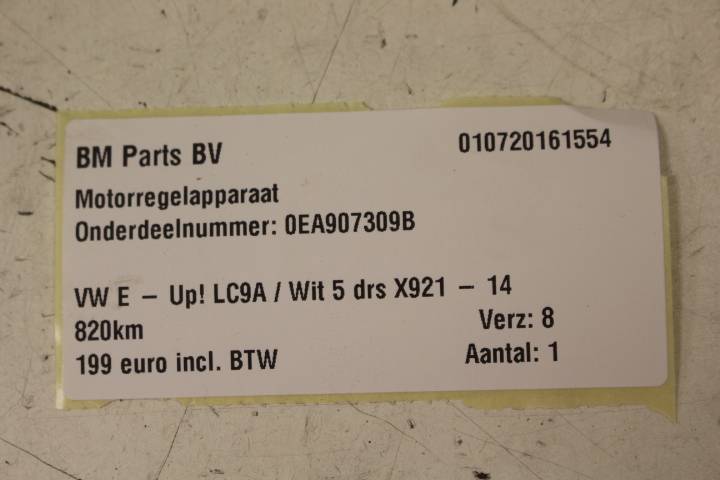 BM Parts BV 010720161554
Motorregelapparaat
Onderdeelnummer: 0EA907309B
VW E – Up! LC9A / Wit 5 drs X921 – 14
820km Verz: 8
199 euro incl. BTW Aantal: 1